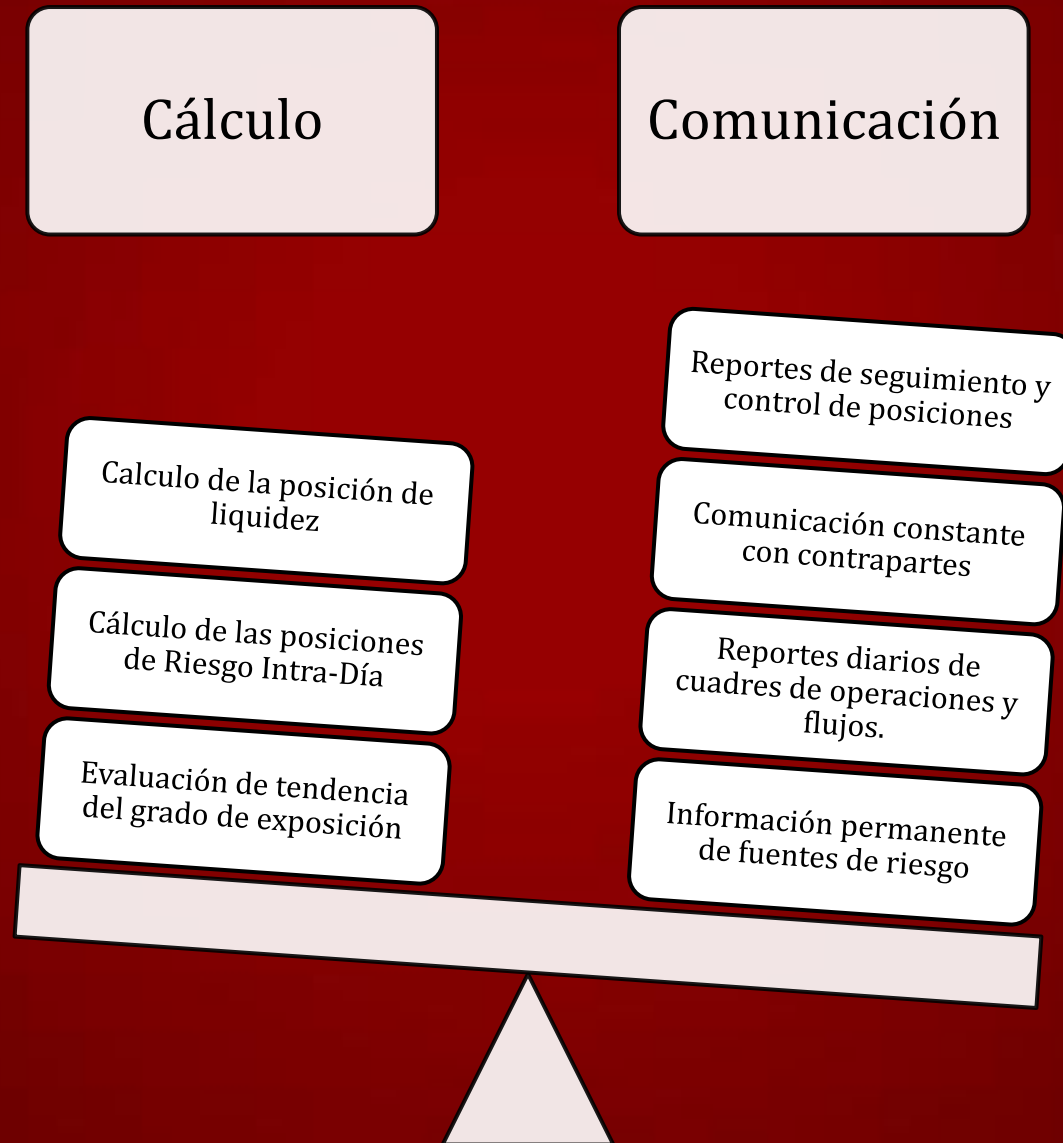 Cálculo
Comunicación
Calculo de la posición de
liquidez
Cálculo de las posiciones
de Riesgo Intra-Día
Evaluación de tendencia
del grado de exposición
Reportes de seguimiento y
control de posiciones
Comunicación constante
con contrapartes
Reportes diarios de
cuadres de operaciones y
flujos.
Información permanente
de fuentes de riesgo